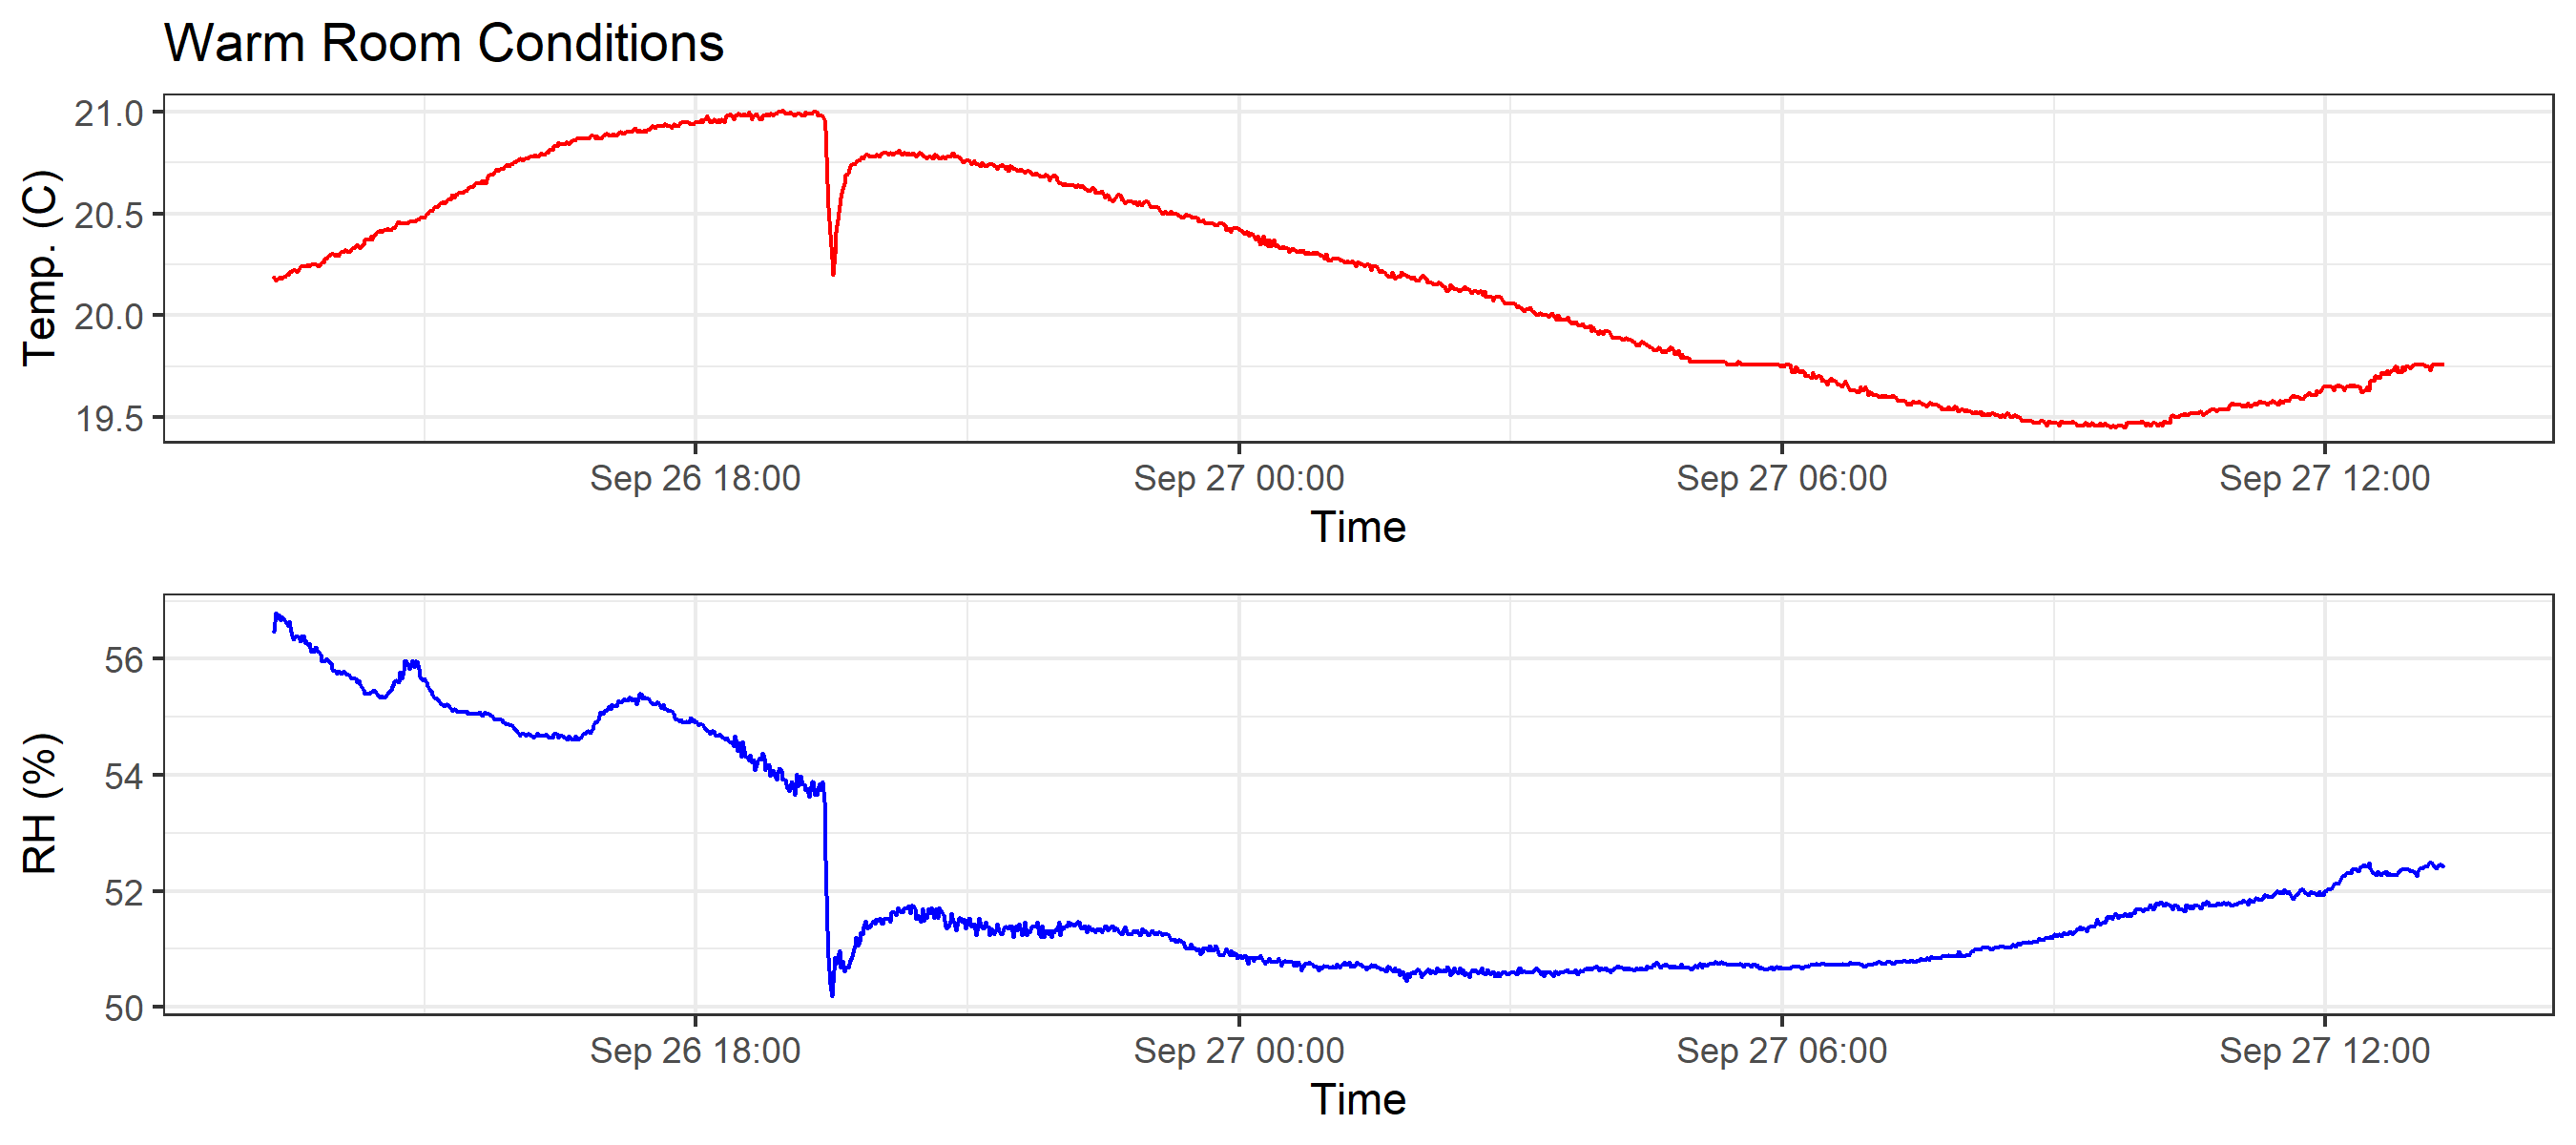 Warm Room Conditions
Temp. (C)
21.0
20.5
20.0
19.5
Sep 26 18:00 Sep 27 00:00 Sep 27 06:00 Sep 27 12:00
Time
RH (%)
56
54
52
50
Sep 26 18:00 Sep 27 00:00 Sep 27 06:00 Sep 27 12:00
Time